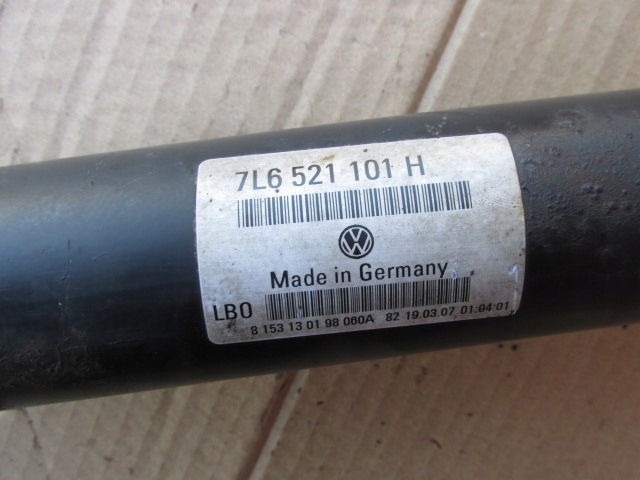 7L6 521 101 H
VW
Made in Germany
LBO
8 153 13 01 98 060A 82 19.03.07 01:04:01